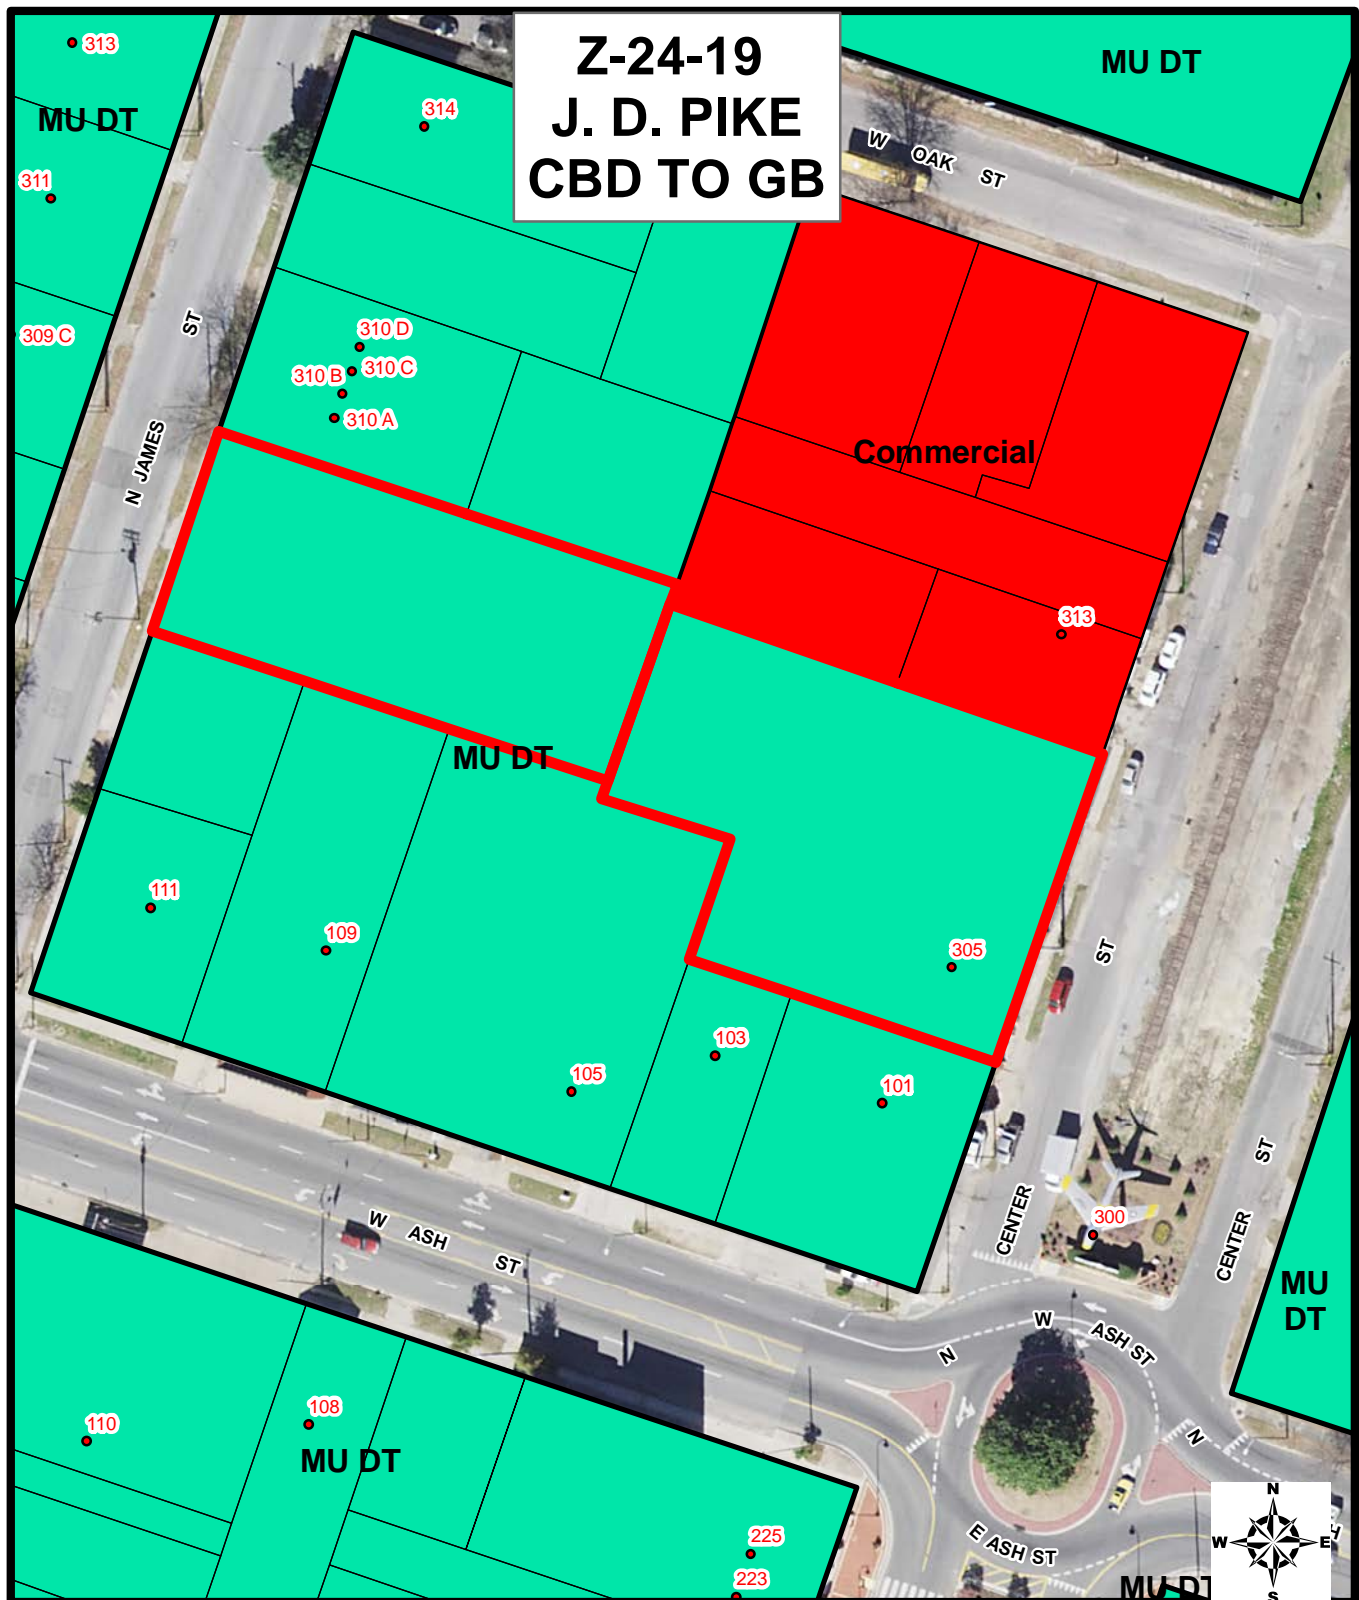 Z-24-19
J. D. PIKE
CBD TO GB
313
MU DT
MU DT
314
W OAK ST
311
309 C
ST
310 D
310 C
310 B
310 A
N JAMES
Commercial
313
MU DT
111
109
305
ST
103
105
101
ST
CENTER
300
CENTER
W ASH ST
MU
DT
W ASH ST
N
N
110
108
MU DT
225
223
E ASH ST
N
W
E
S
H
MU DT